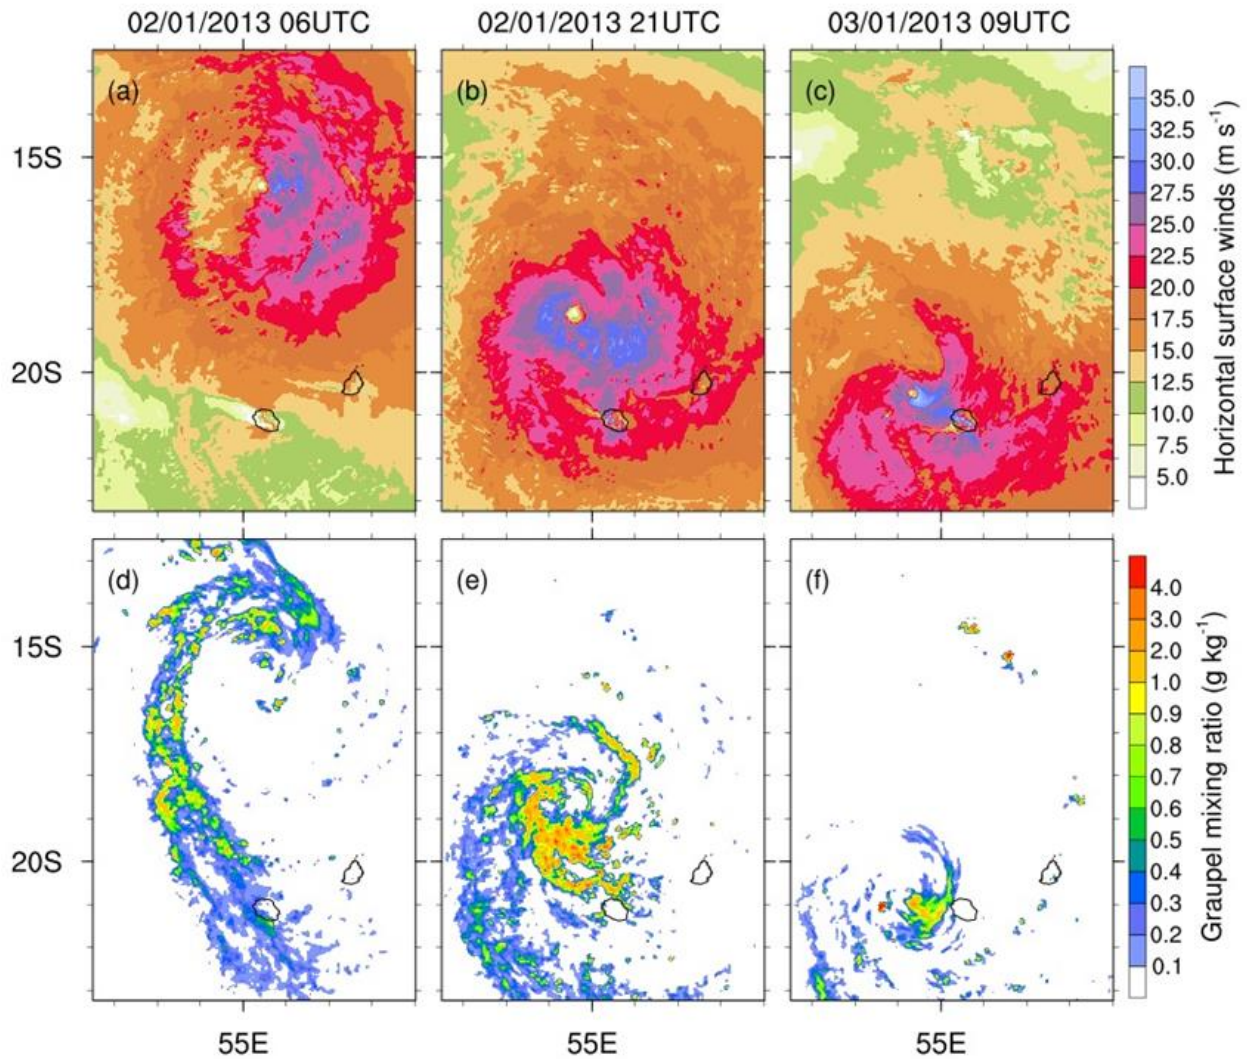 02/01/2013 06UTC 02/01/2013 21UTC 03/01/2013 09UTC
(a) (b) (c)
15S
20S
35.0
32.5
30.0
27.5
25.0
22.5
20.0
17.5
15.0
12.5
10.0
7.5
5.0
Horizontal surface winds (m s⁻¹)
(d) (e) (f)
15S
20S
4.0
3.0
2.0
1.0
0.9
0.8
0.7
0.6
0.5
0.4
0.3
0.2
0.1
Graupel mixing ratio (g kg⁻¹)
55E 55E 55E